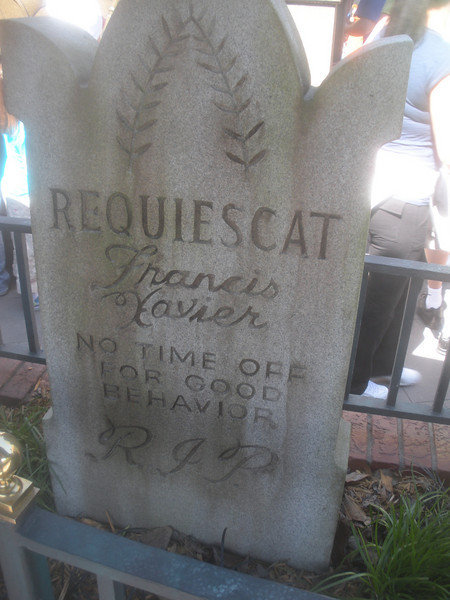 REQUIESCAT
Francis
Xavier
NO TIME OFF
FOR GOOD
BEHAVIOR
R.I.P.